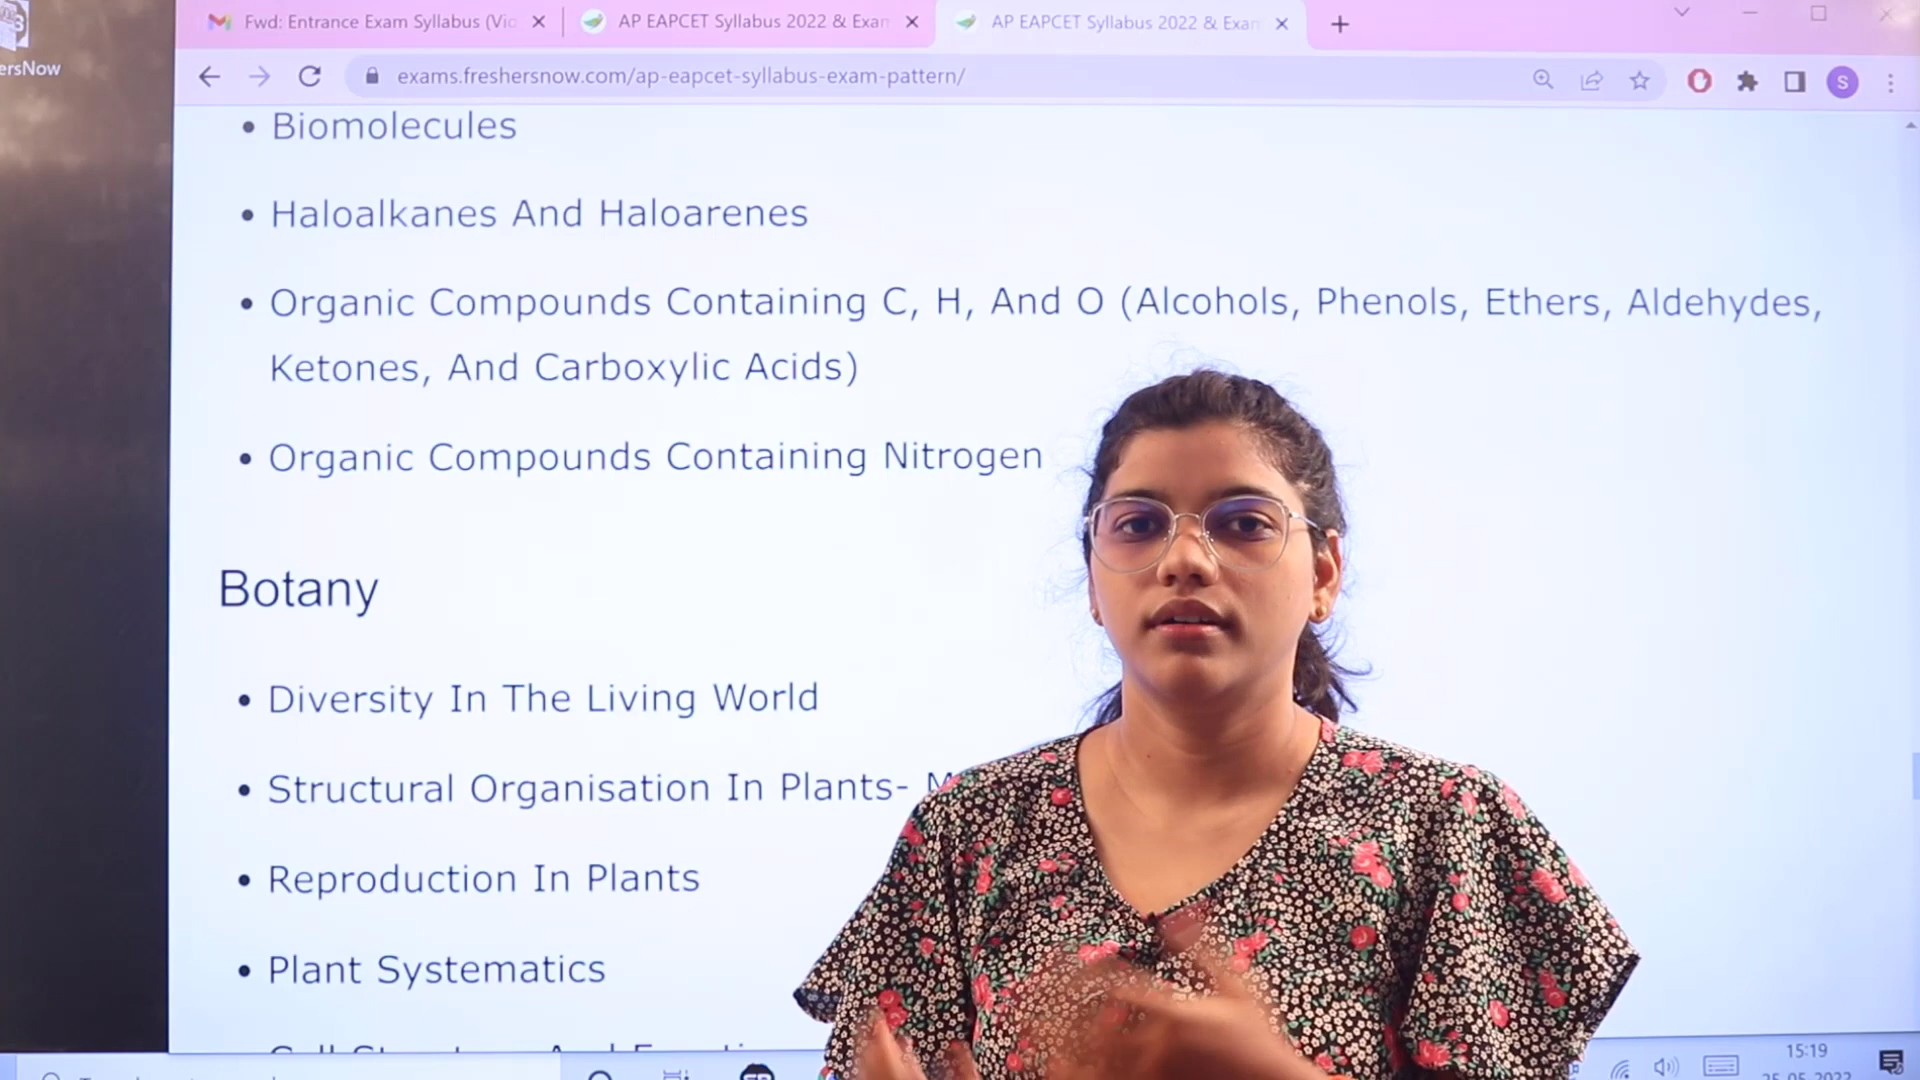 Fwd: Entrance Exam Syllabus (Vic
AP EAPCET Syllabus 2022 & Exam
AP EAPCET Syllabus 2022 & Exam
ersNow
exams.freshersnow.com/ap-eapcet-syllabus-exam-pattern/
S
• Biomolecules
• Haloalkanes And Haloarenes
• Organic Compounds Containing C, H, And O (Alcohols, Phenols, Ethers, Aldehydes,
Ketones, And Carboxylic Acids)
• Organic Compounds Containing Nitrogen
Botany
• Diversity In The Living World
• Structural Organisation In Plants- M
• Reproduction In Plants
• Plant Systematics
15:19
25-05-2022